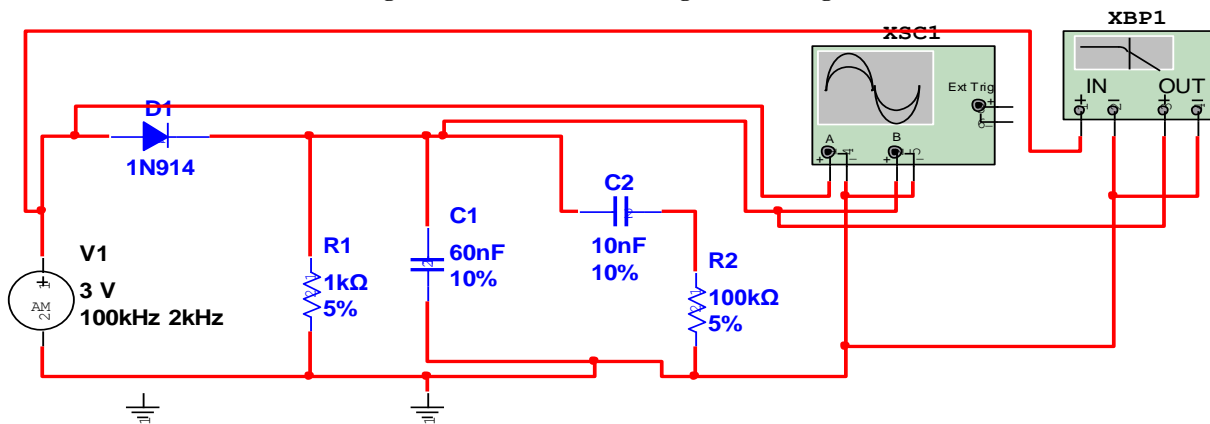 XSC1
XBP1
Ext Trig
IN OUT
A
B
D1
1N914
C2
10nF
10%
C1
60nF
10%
R1
1kΩ
5%
R2
100kΩ
5%
V1
AM
3 V
100kHz 2kHz